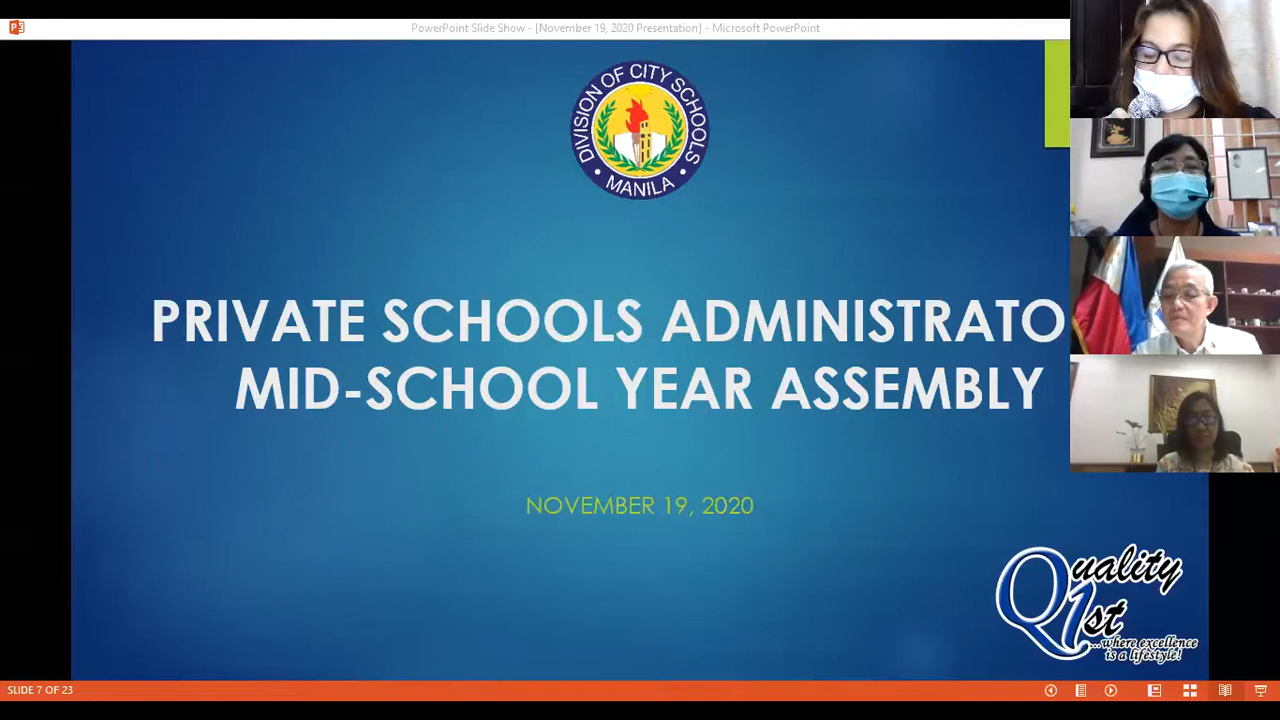 PowerPoint Slide Show - [November 19, 2020 Presentation] - Microsoft PowerPoint
DIVISION OF CITY SCHOOLS
MANILA
PRIVATE SCHOOLS ADMINISTRATO
MID-SCHOOL YEAR ASSEMBLY
NOVEMBER 19, 2020
Quality
1st
...where excellence
is a lifestyle!
SLIDE 7 OF 23